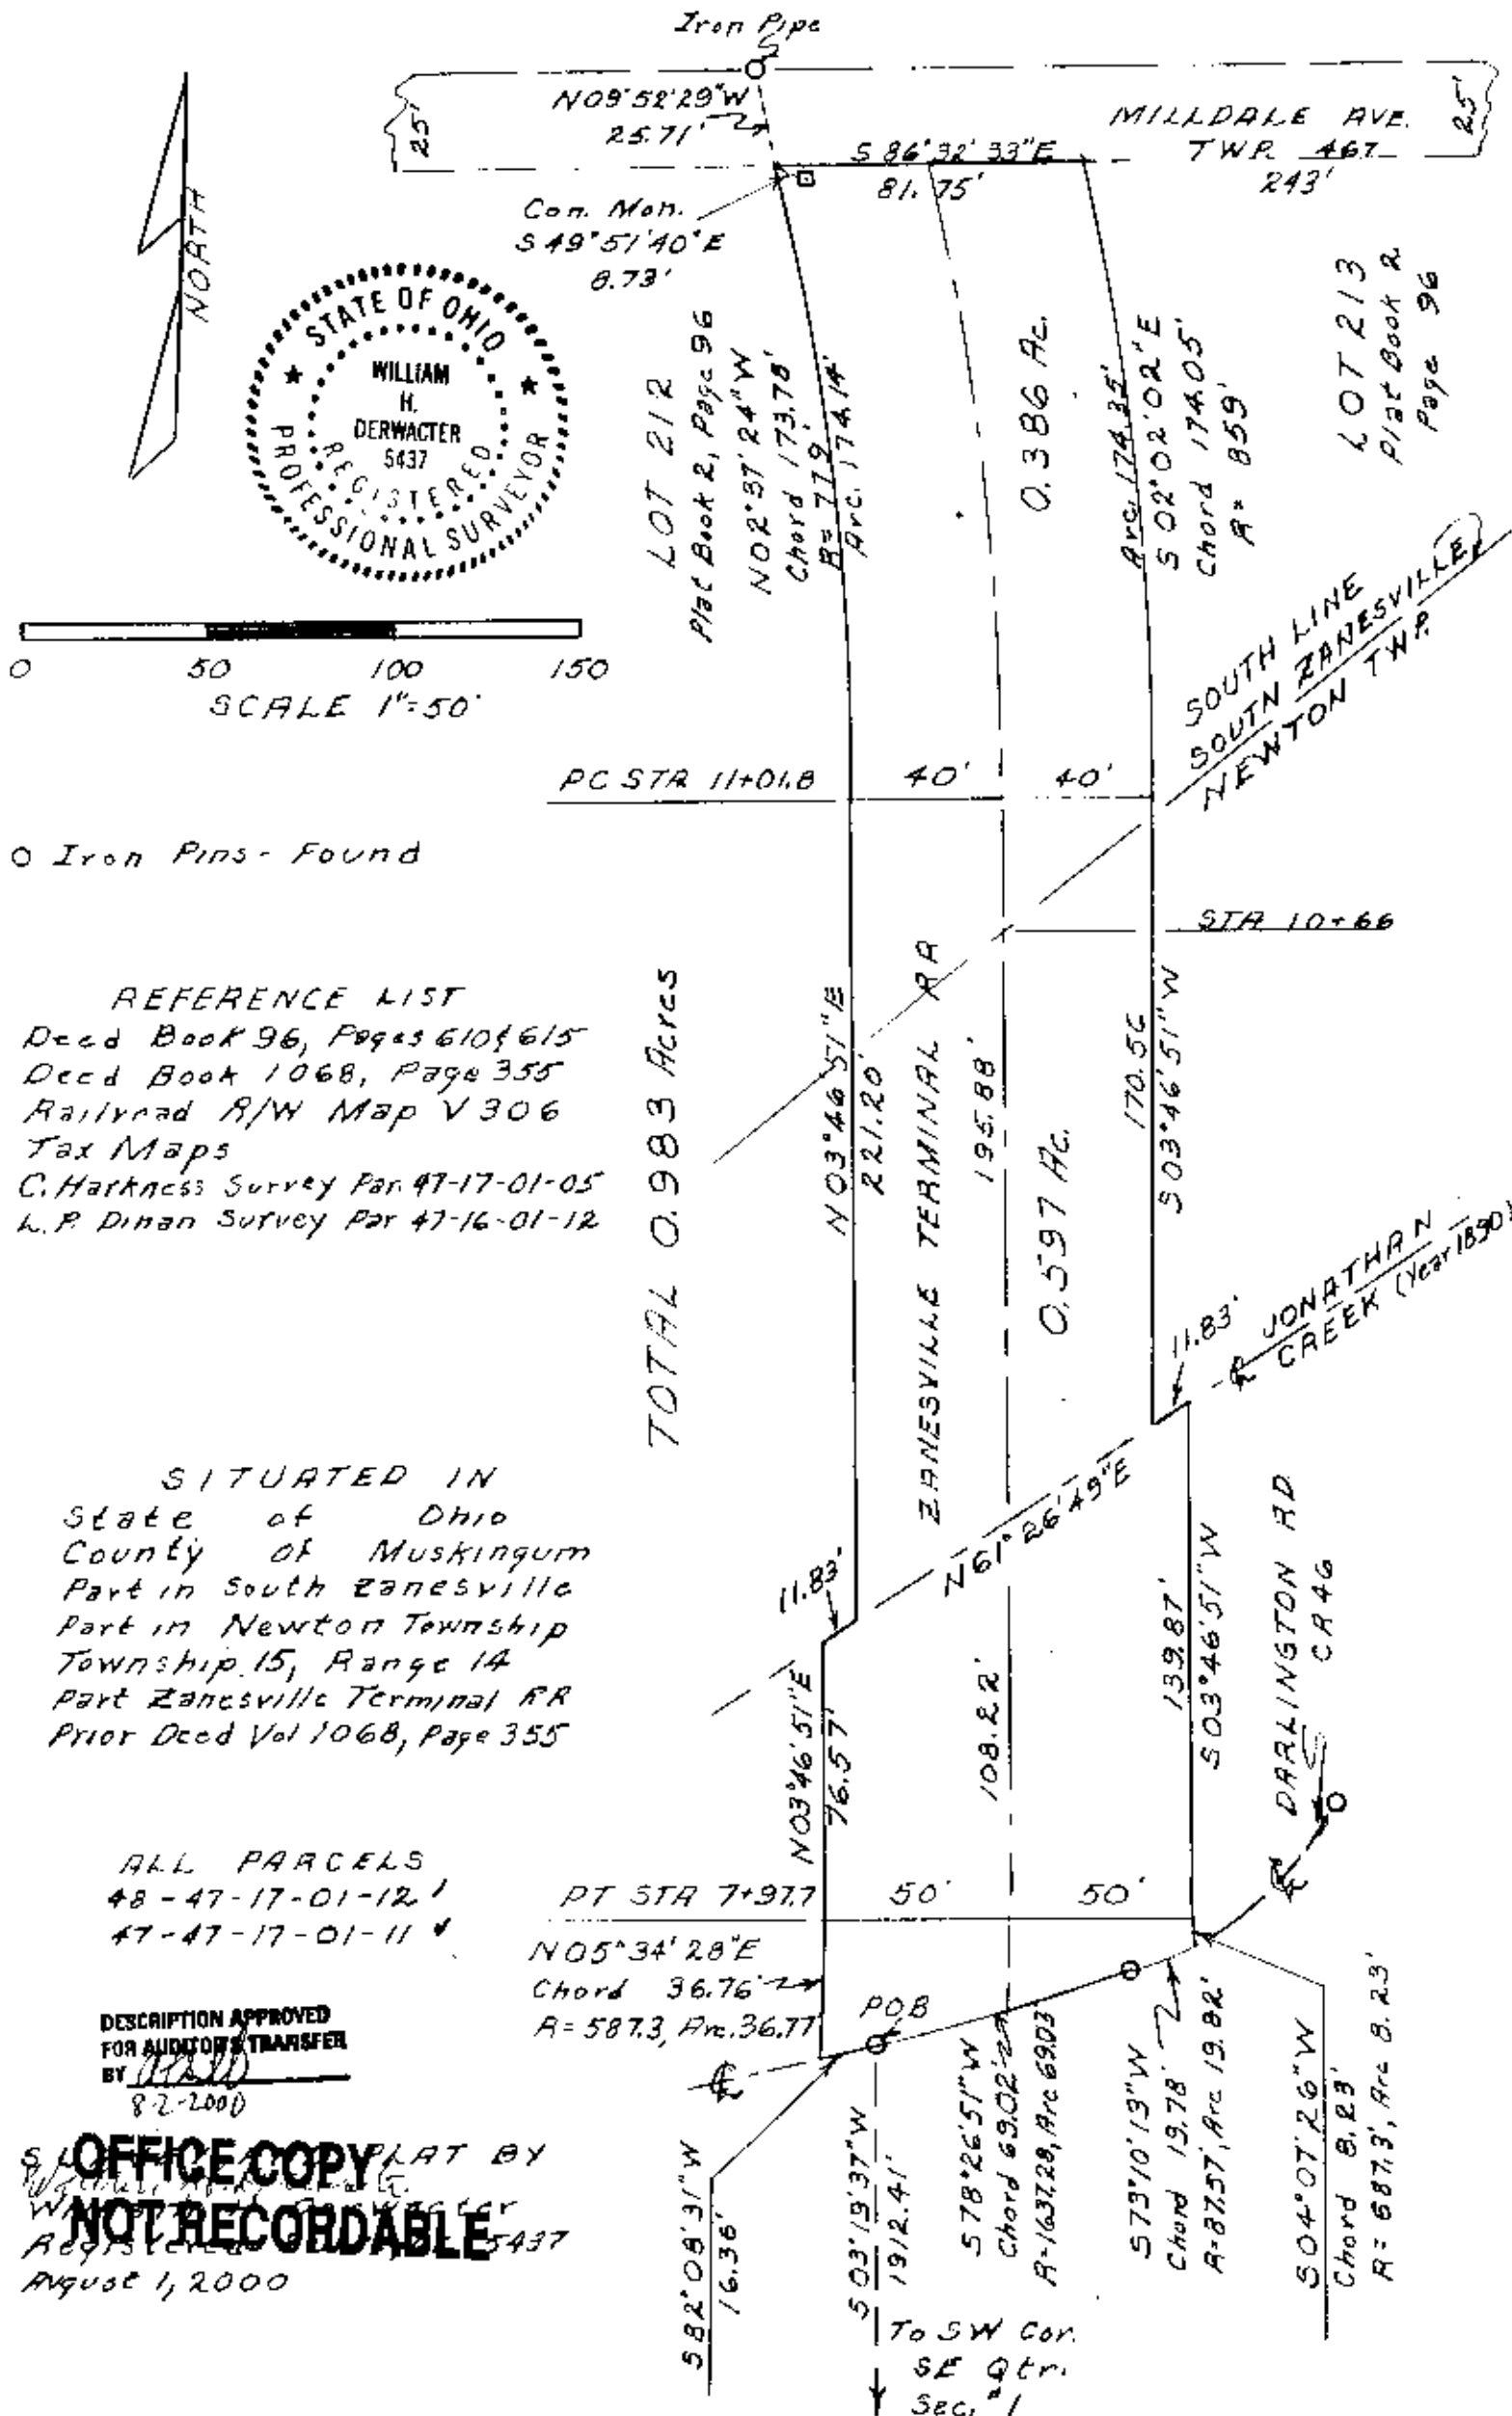 Iron Pipe
N09°52'29"W
25.71'
25'
MILLDALE AVE.
TWP. 467
243'
25'
S 86°32'33"E
81.75'
Con. Mon.
S 49°51'40"E
8.73'
NORTH
STATE OF OHIO
WILLIAM
H.
DERWACTER
5437
REGISTERED
PROFESSIONAL SURVEYOR
LOT 212
Plat Book 2, Page 96
N02°37'24"W
Chord 173.78'
R=779'
Arc. 174.14'
0.386 Ac.
Arc. 174.35'
S 02°02'02"E
Chord 174.05'
R= 859'
LOT 213
Plat Book 2
Page 96
0 50 100 150
SCALE 1"=50'
SOUTH LINE
SOUTH ZANESVILLE
NEWTON TWP.
PC STA 11+01.8 40' 40'
O Iron Pins - Found
STA 10+66
REFERENCE LIST
Deed Book 96, Pages 610 & 615
Deed Book 1068, Page 355
Railroad R/W Map V 306
Tax Maps
C. Harkness Survey Par. 47-17-01-05
L.P. Dinan Survey Par 47-16-01-12
TOTAL 0.983 Acres
N03°46'51"E
221.20'
ZANESVILLE TERMINAL RR
195.88'
0.597 Ac.
170.56
S03°46'51"W
11.83'
JONATHAN
CREEK (Year 1890)
SITUATED IN
State of Ohio
County of Muskingum
Part in South Zanesville
Part in Newton Township
Township 15, Range 14
Part Zanesville Terminal RR
Prior Deed Vol 1068, Page 355
11.83'
N61°26'49"E
N03°46'51"E
76.57'
108.22'
139.87'
S03°46'51"W
DARLINGTON RD
CR46
ALL PARCELS
48-47-17-01-12
47-47-17-01-11
PT STA 7+97.7 50' 50'
N05°34'28"E
Chord 36.76'
R= 587.3, Arc. 36.77
POB
DESCRIPTION APPROVED
FOR AUDITORS TRANSFER
BY
8-2-2000
OFFICE COPY
NOT RECORDABLE
PLAT BY
5437
August 1, 2000
S82°08'31"W
16.36'
S03°19'37"W
1912.41'
To SW Cor.
SE Qtr.
Sec. 1
S78°26'51"W
Chord 69.02'
R=1637.28, Arc 69.03
S73°10'13"W
Chord 19.78'
R=87.57', Arc 19.82'
S04°07'26"W
Chord 8.23'
R= 687.3', Arc 8.23'